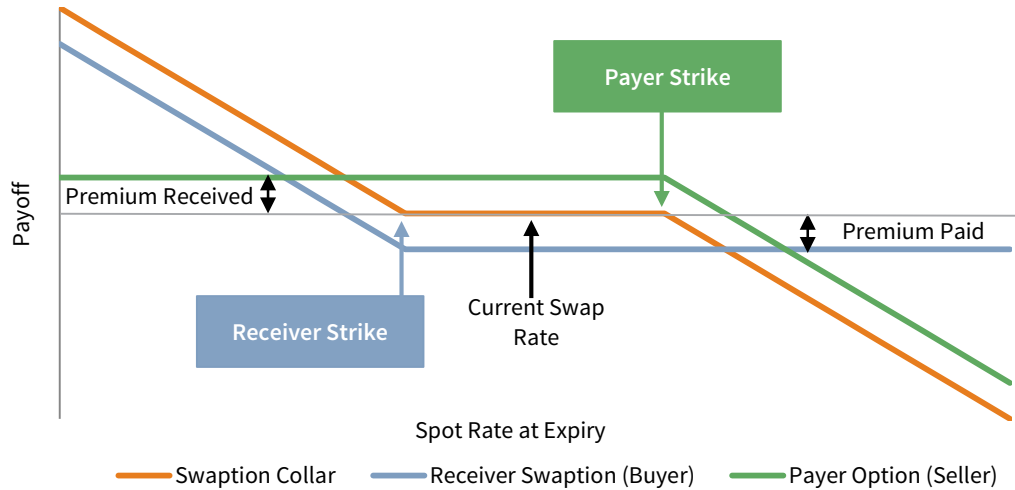 Payer Strike
Premium Received
Payoff
Premium Paid
Current Swap
Rate
Receiver Strike
Spot Rate at Expiry
Swaption Collar
Receiver Swaption (Buyer)
Payer Option (Seller)